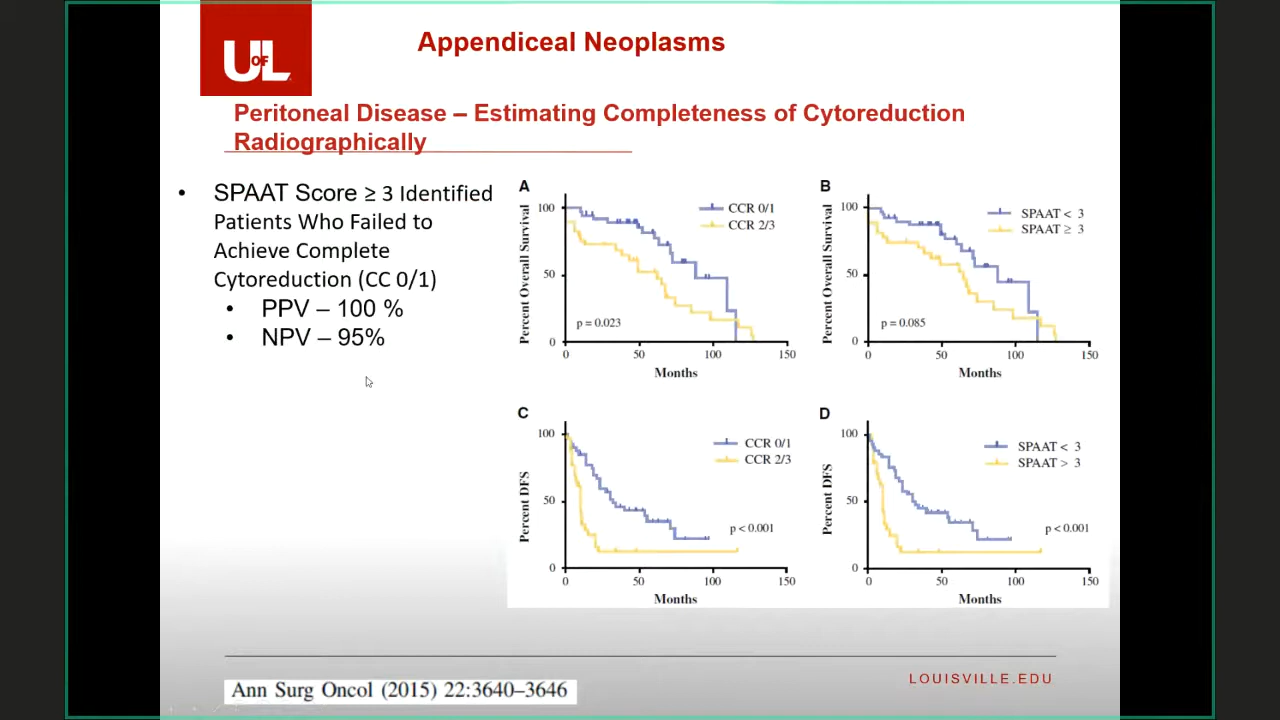 UofL
Appendiceal Neoplasms
Peritoneal Disease – Estimating Completeness of Cytoreduction
Radiographically
• SPAAT Score ≥ 3 Identified
Patients Who Failed to
Achieve Complete
Cytoreduction (CC 0/1)
• PPV – 100 %
• NPV – 95%
A
Percent Overall Survival
100
50
0
CCR 0/1
CCR 2/3
p = 0.023
0 50 100 150
Months
B
Percent Overall Survival
100
50
0
SPAAT < 3
SPAAT ≥ 3
p = 0.085
0 50 100 150
Months
C
Percent DFS
100
50
0
CCR 0/1
CCR 2/3
p < 0.001
0 50 100 150
Months
D
Percent DFS
100
50
0
SPAAT < 3
SPAAT > 3
p < 0.001
0 50 100 150
Months
LOUISVILLE.EDU
Ann Surg Oncol (2015) 22:3640–3646